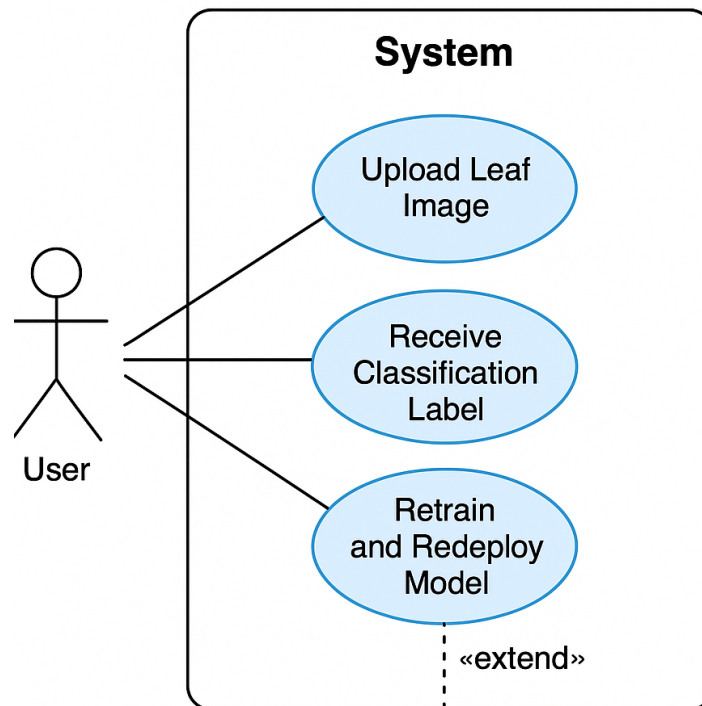 System
Upload Leaf
Image
Receive
Classification
Label
User
Retrain
and Redeploy
Model
«extend»